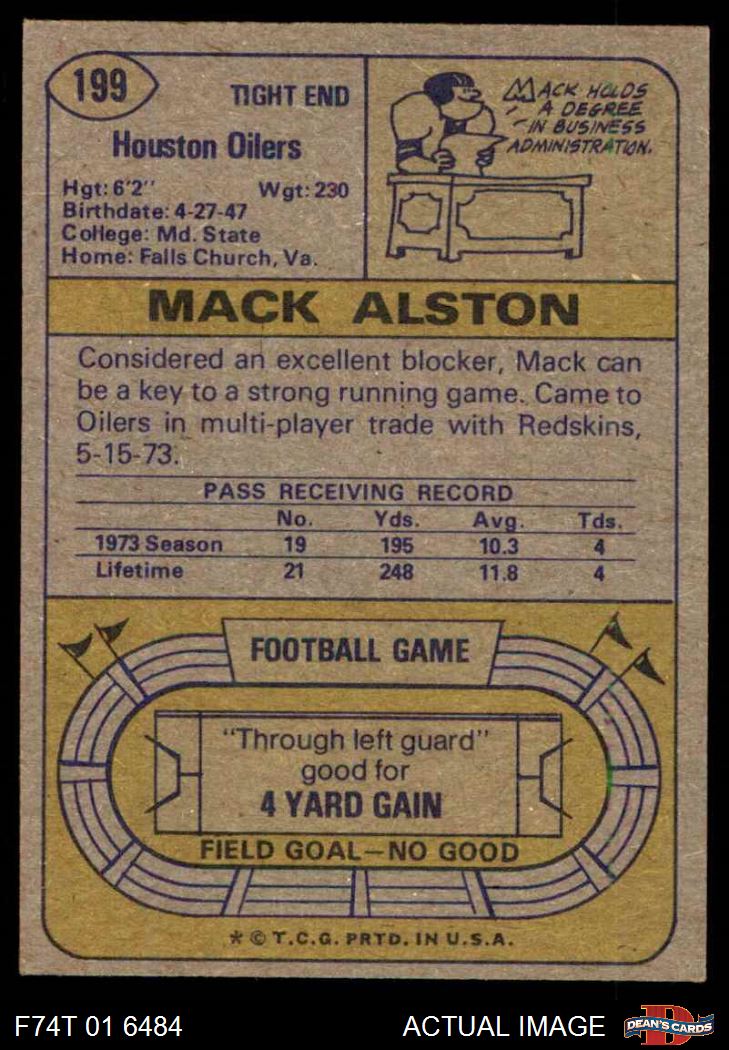 199
TIGHT END
Houston Oilers
Hgt: 6'2" Wgt: 230
Birthdate: 4-27-47
College: Md. State
Home: Falls Church, Va.
MACK HOLDS
A DEGREE
IN BUSINESS
ADMINISTRATION.
MACK ALSTON
Considered an excellent blocker, Mack can
be a key to a strong running game. Came to
Oilers in multi-player trade with Redskins,
5-15-73.
PASS RECEIVING RECORD
No. Yds. Avg. Tds.
1973 Season 19 195 10.3 4
Lifetime 21 248 11.8 4
FOOTBALL GAME
"Through left guard"
good for
4 YARD GAIN
FIELD GOAL—NO GOOD
* © T.C.G. PRTD. IN U.S.A.
F74T 01 6484 ACTUAL IMAGE
DEAN'S CARDS